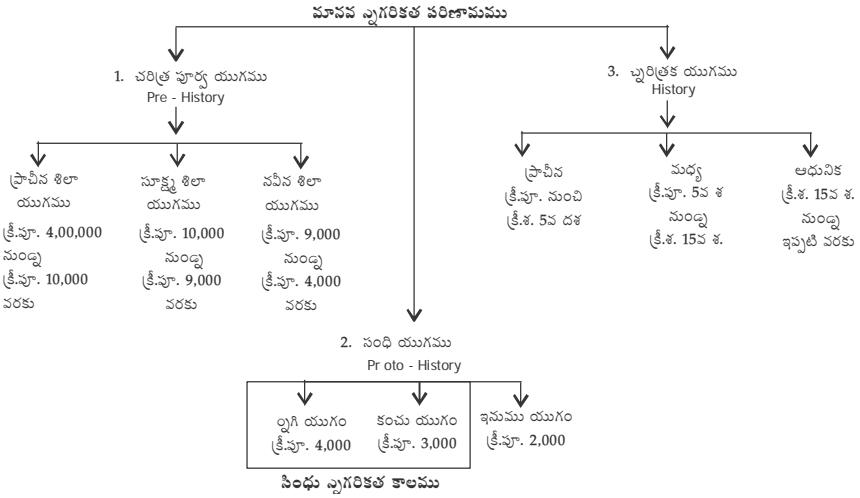 మానవ న్నాగరికత పరిణామము
1. చరిత్ర పూర్వ యుగము
Pre - History
ప్రాచీన శిలా
యుగము
క్రీ.పూ. 4,00,000
నుండ్న
క్రీ.పూ. 10,000
వరకు
సూక్ష్మ శిలా
యుగము
క్రీ.పూ. 10,000
నుండ్న
క్రీ.పూ. 9,000
వరకు
నవీన శిలా
యుగము
క్రీ.పూ. 9,000
నుండ్న
క్రీ.పూ. 4,000
వరకు
3. చ్నరిత్రక యుగము
History
ప్రాచీన
క్రీ.పూ. నుంచి
క్రీ.శ. 5వ దశ
మధ్య
క్రీ.పూ. 5వ శ
నుండ్న
క్రీ.శ. 15వ శ.
ఆధునిక
క్రీ.శ. 15వ శ.
నుండ్న
ఇప్పటి వరకు
2. సంధి యుగము
Pr oto - History
యుగం
క్రీ.పూ. 4,000
కంచు యుగం
క్రీ.పూ. 3,000
ఇనుము యుగం
క్రీ.పూ. 2,000
సింధు న్నాగరికత కాలము